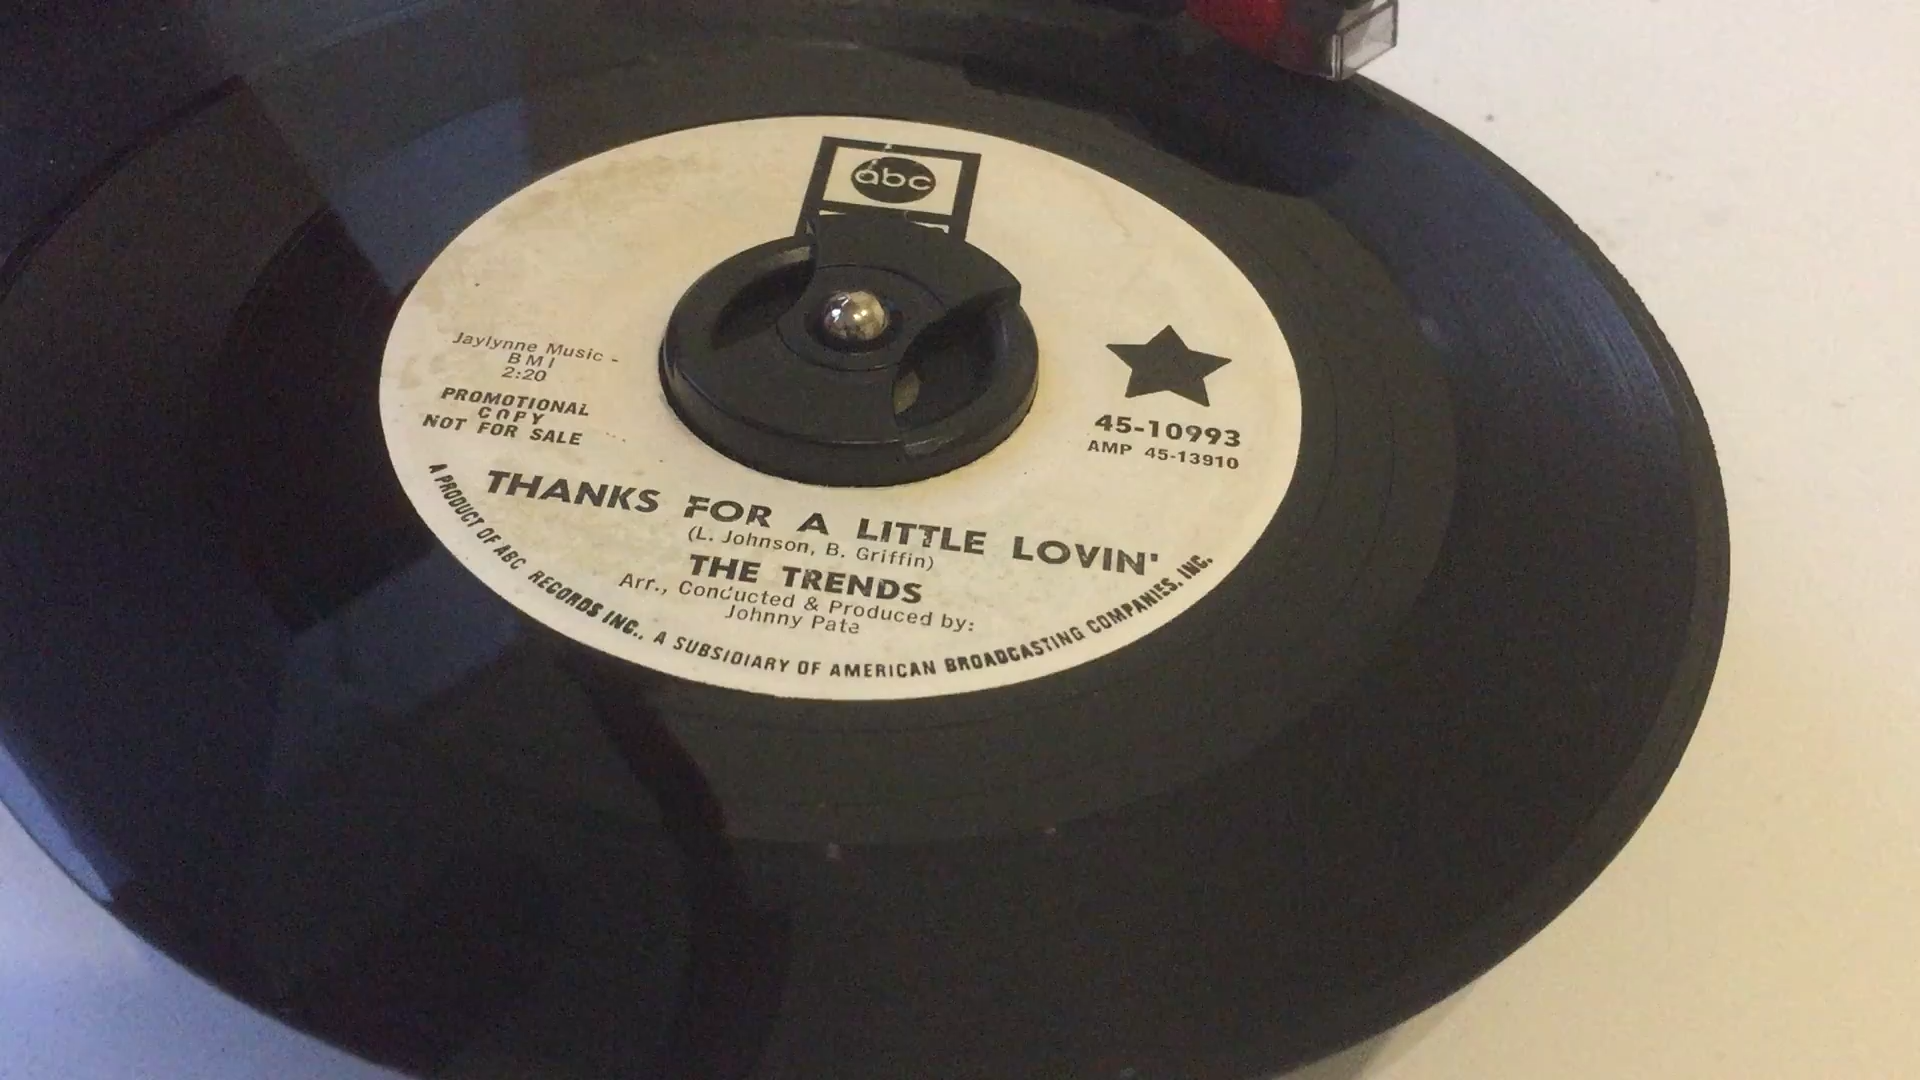 abc
Jaylynne Music -
BMI
2:20
PROMOTIONAL
COPY
NOT FOR SALE
45-10993
AMP 45-13910
THANKS FOR A LITTLE LOVIN'
(L. Johnson, B. Griffin)
THE TRENDS
Arr., Conducted & Produced by:
Johnny Pate
A PRODUCT OF ABC RECORDS INC., A SUBSIDIARY OF AMERICAN BROADCASTING COMPANIES, INC.